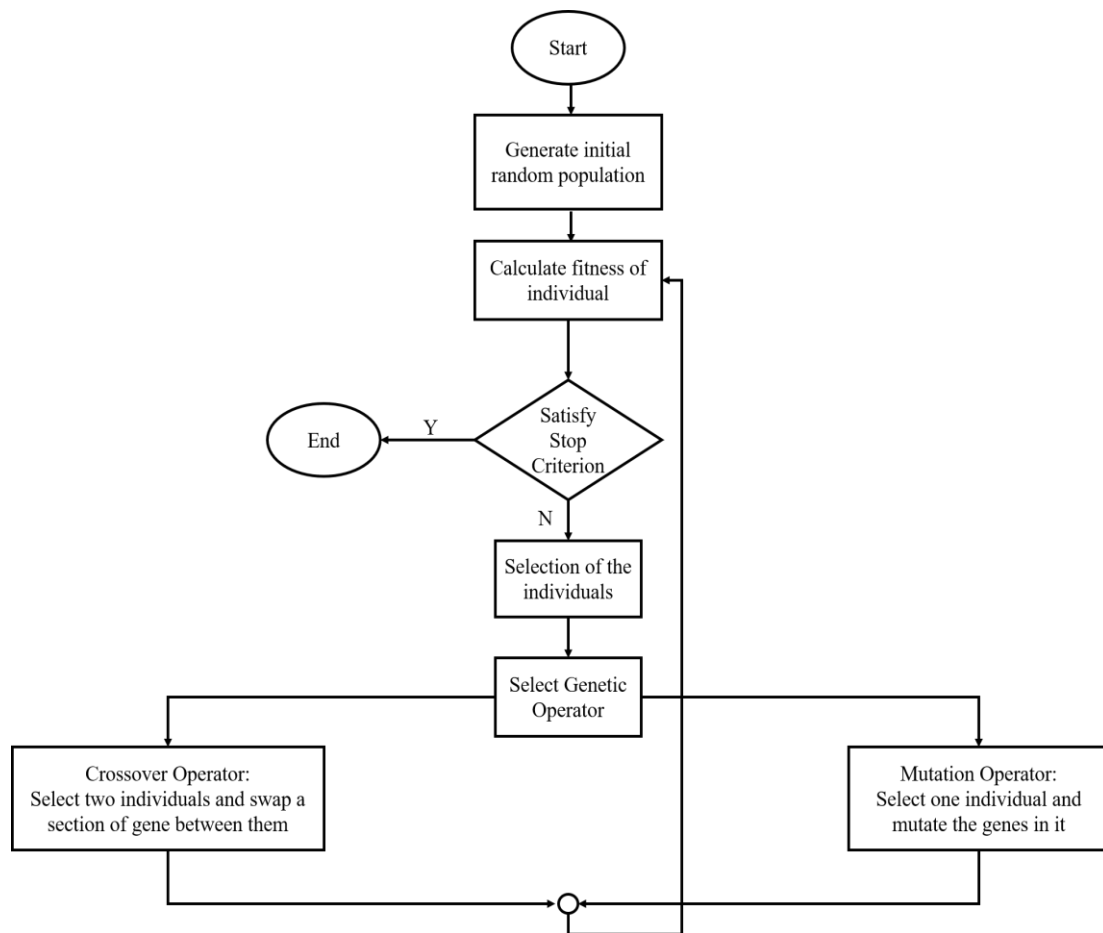 Start
Generate initial
random population
Calculate fitness of
individual
Satisfy
Stop
Criterion
Y
End
N
Selection of the
individuals
Select Genetic
Operator
Crossover Operator:
Select two individuals and swap a
section of gene between them
Mutation Operator:
Select one individual and
mutate the genes in it